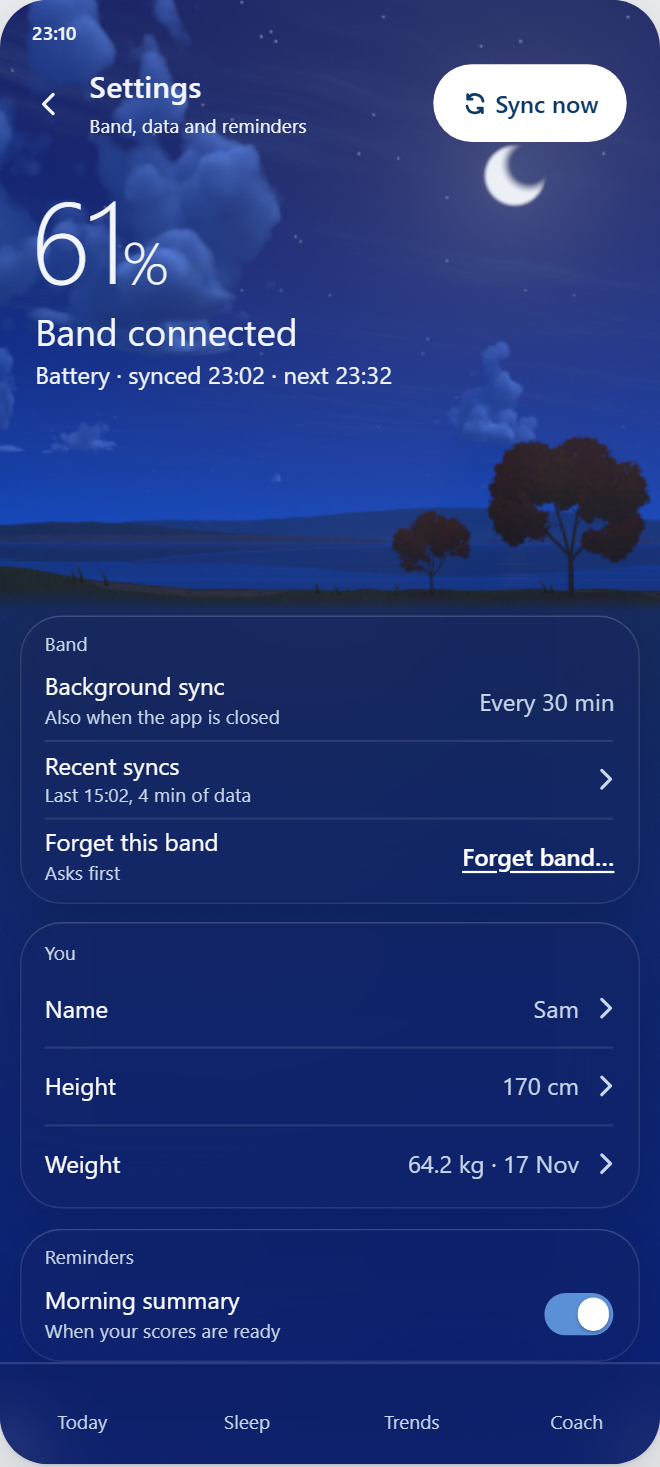 23:10
Settings
Band, data and reminders
Sync now
61%
Band connected
Battery · synced 23:02 · next 23:32
Band
Background sync
Also when the app is closed
Every 30 min
Recent syncs
Last 15:02, 4 min of data
Forget this band
Asks first
Forget band...
You
Name
Sam
Height
170 cm
Weight
64.2 kg · 17 Nov
Reminders
Morning summary
When your scores are ready
Today
Sleep
Trends
Coach